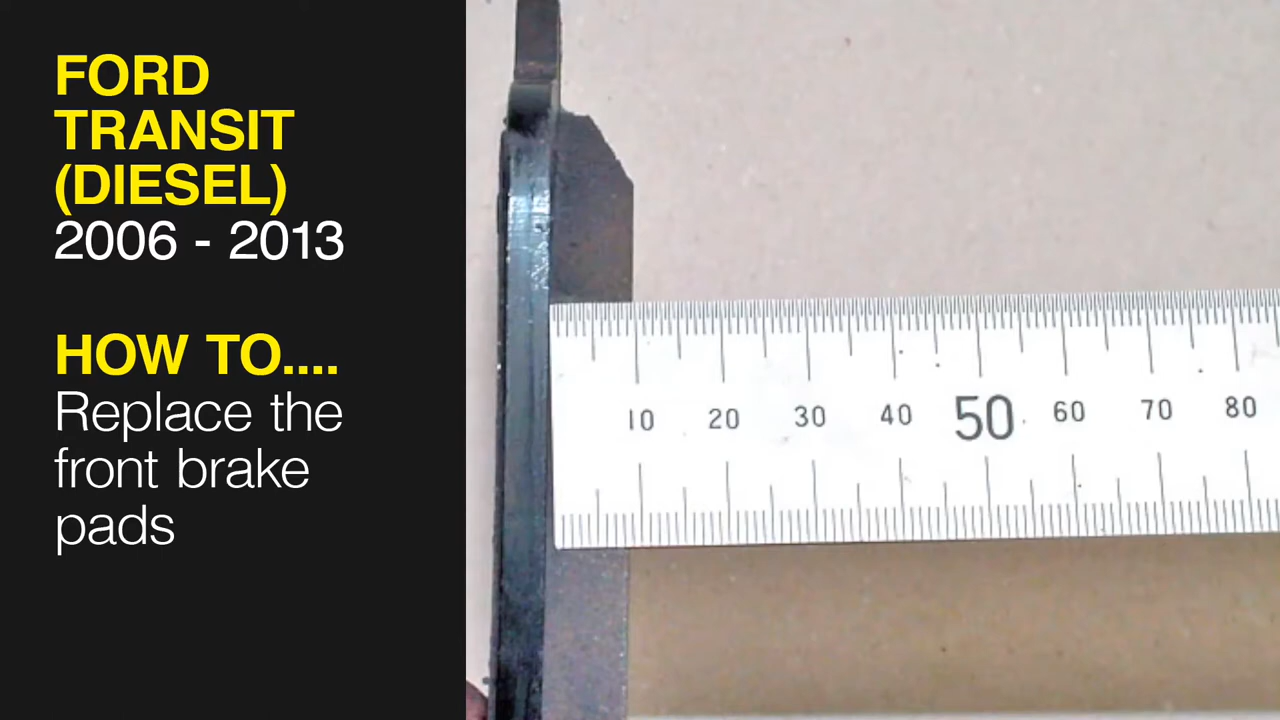 FORD
TRANSIT
(DIESEL)
2006 - 2013
HOW TO....
Replace the
front brake
pads
10 20 30 40 50 60 70 80